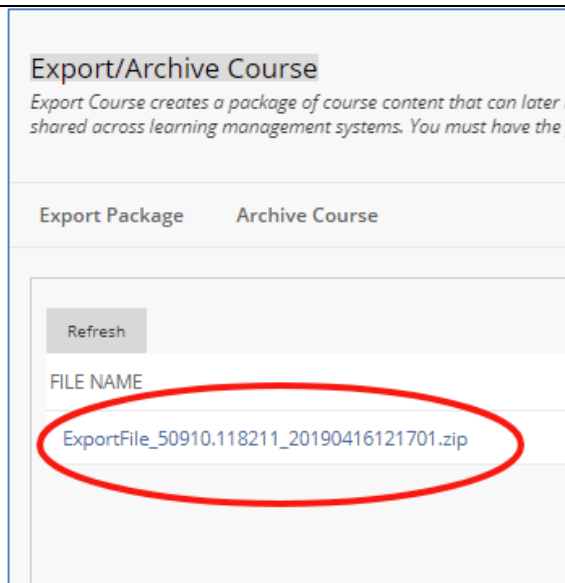 Export/Archive Course
Export Course creates a package of course content that can later
shared across learning management systems. You must have the
Export Package Archive Course
Refresh
FILE NAME
ExportFile_50910.118211_20190416121701.zip